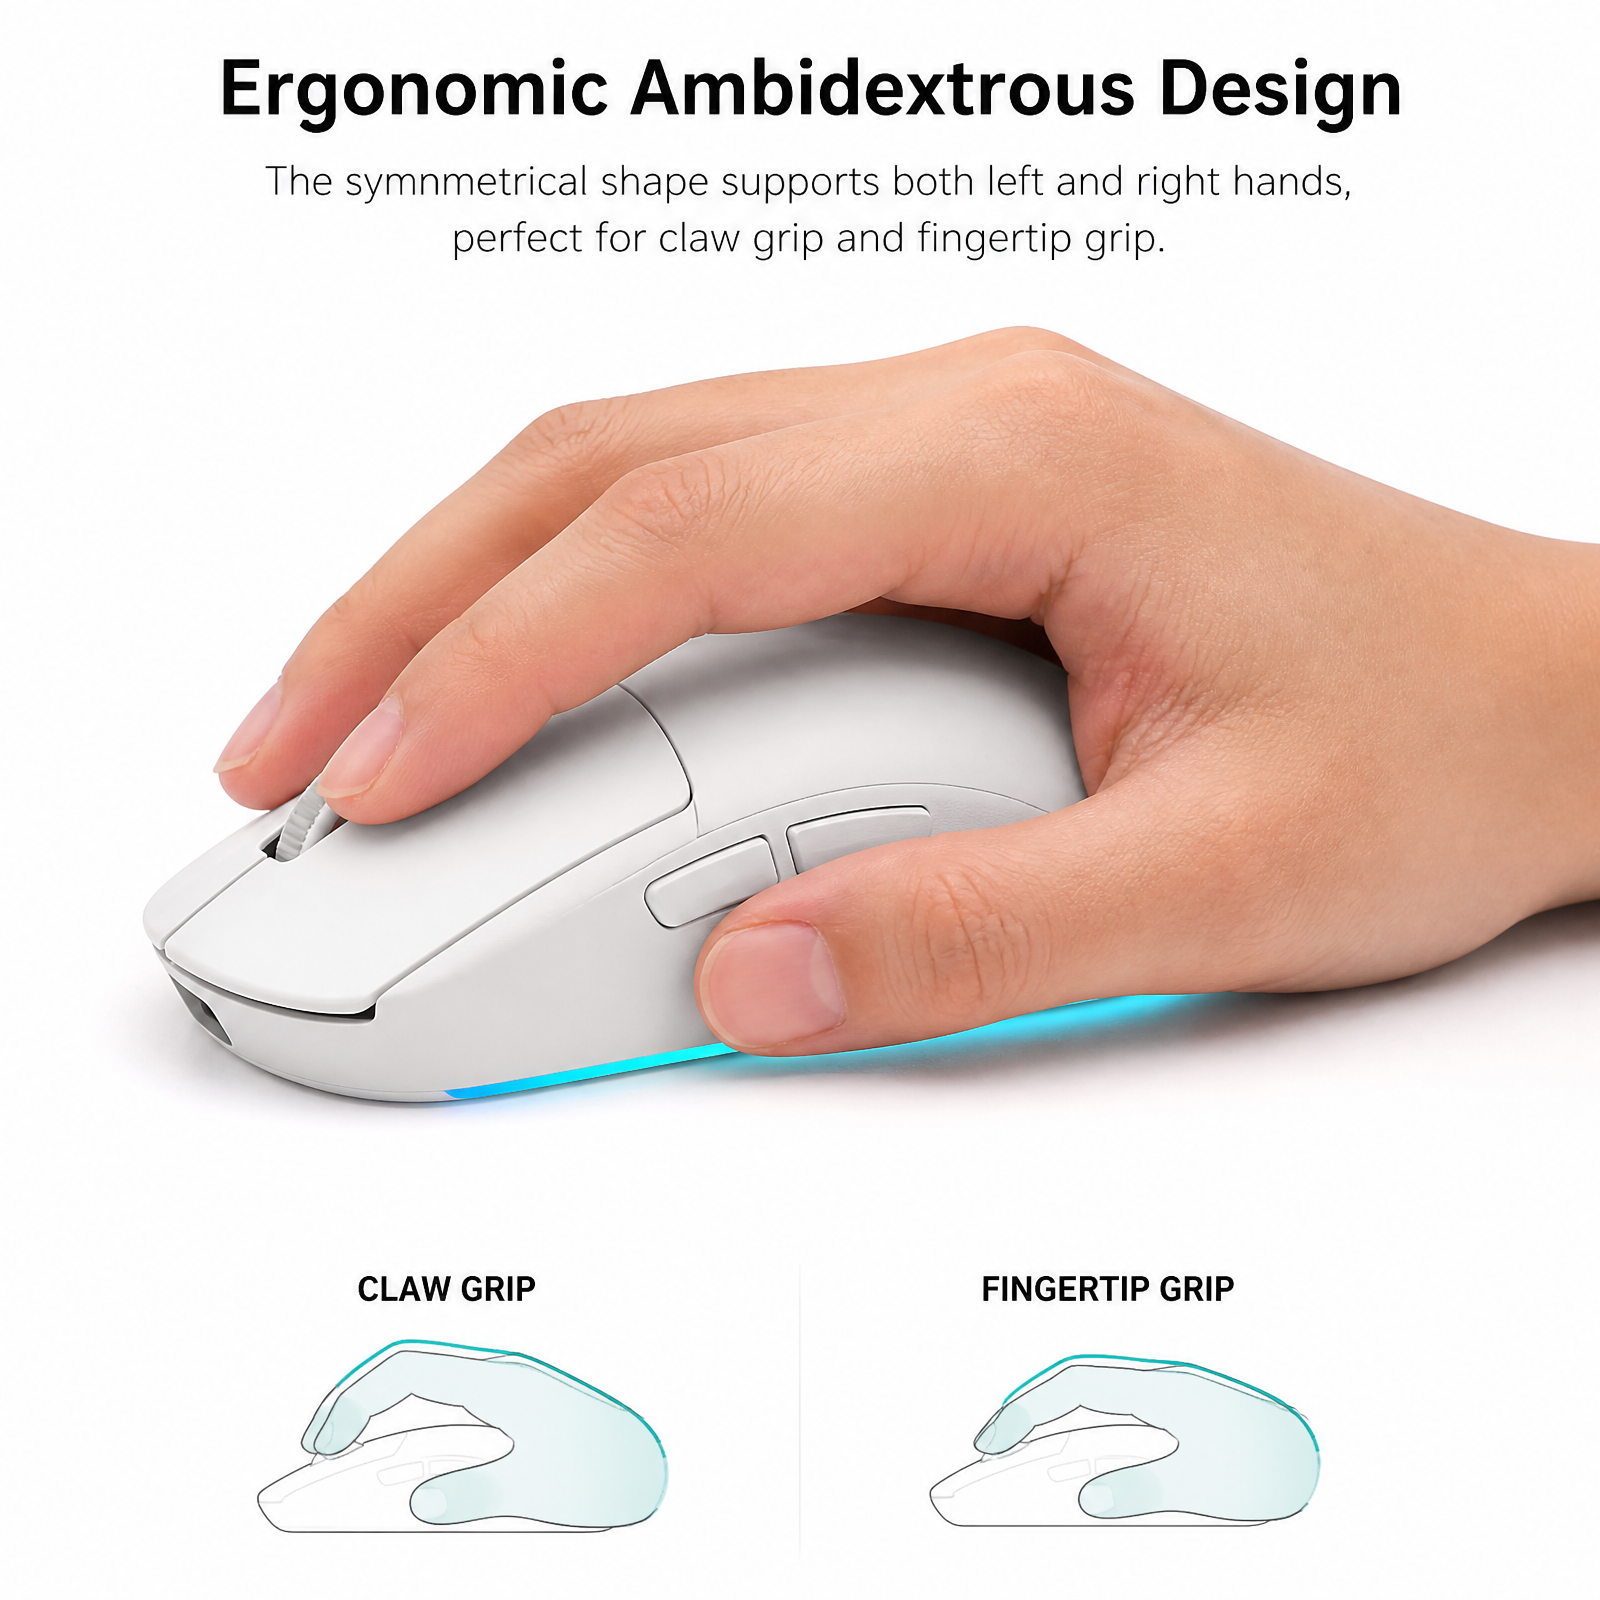 Ergonomic Ambidextrous Design
The symnmetrical shape supports both left and right hands,
perfect for claw grip and fingertip grip.
CLAW GRIP
FINGERTIP GRIP